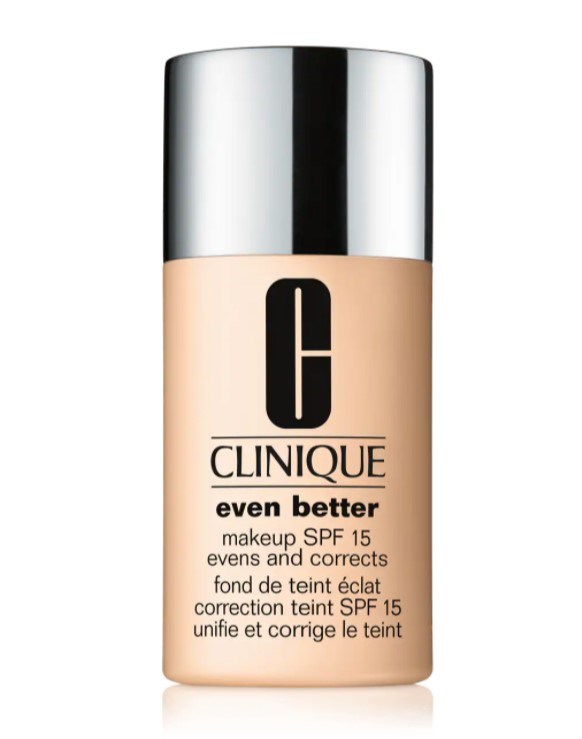 C
CLINIQUE
even better
makeup SPF 15
evens and corrects
fond de teint éclat
correction teint SPF 15
unifie et corrige le teint